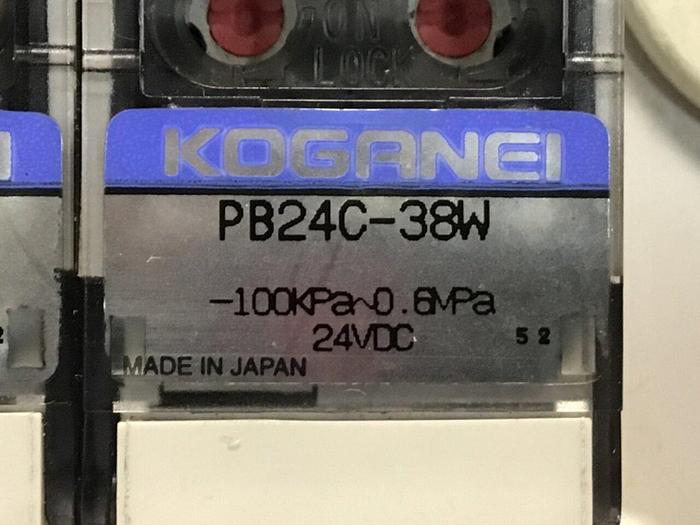 ON
LOCK
KOGANEI
PB24C-38W
-100KPa~0.6MPa
24VDC 52
MADE IN JAPAN